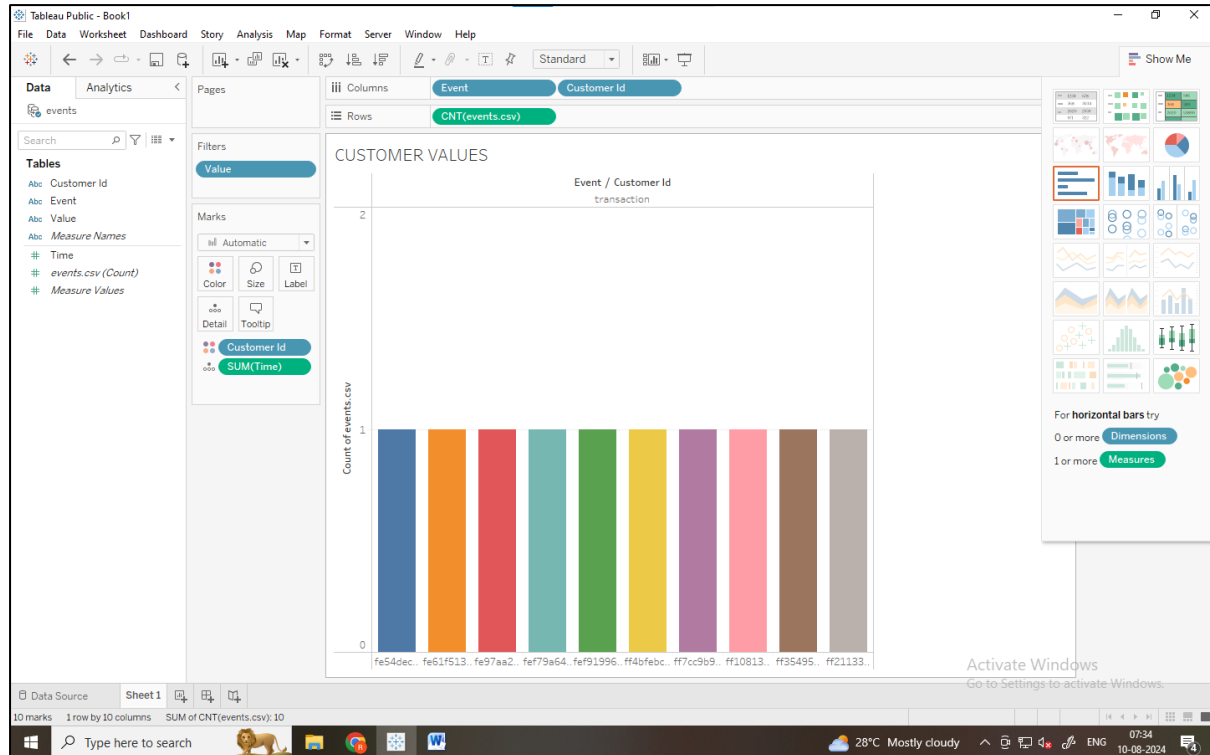 Tableau Public - Book1
File Data Worksheet Dashboard Story Analysis Map Format Server Window Help
Standard
Show Me
Data Analytics
events
Search
Tables
Abc Customer Id
Abc Event
Abc Value
Abc Measure Names
# Time
# events.csv (Count)
# Measure Values
Pages
Filters
Value
Marks
Automatic
Color Size Label
Detail Tooltip
Customer Id
SUM(Time)
Columns Event Customer Id
Rows CNT(events.csv)
CUSTOMER VALUES
Event / Customer Id
transaction
Count of events.csv
2
1
0
fe54dec.. fe61f513.. fe97aa2.. fef79a64.. fef91996.. ff4bfebc.. ff7cc9b9.. ff10813.. ff35495.. ff21133..
For horizontal bars try
0 or more Dimensions
1 or more Measures
Activate Windows
Go to Settings to activate Windows.
Data Source Sheet 1
10 marks 1 row by 10 columns SUM of CNT(events.csv): 10
Type here to search
28°C Mostly cloudy
ENG
07:34
10-08-2024
4